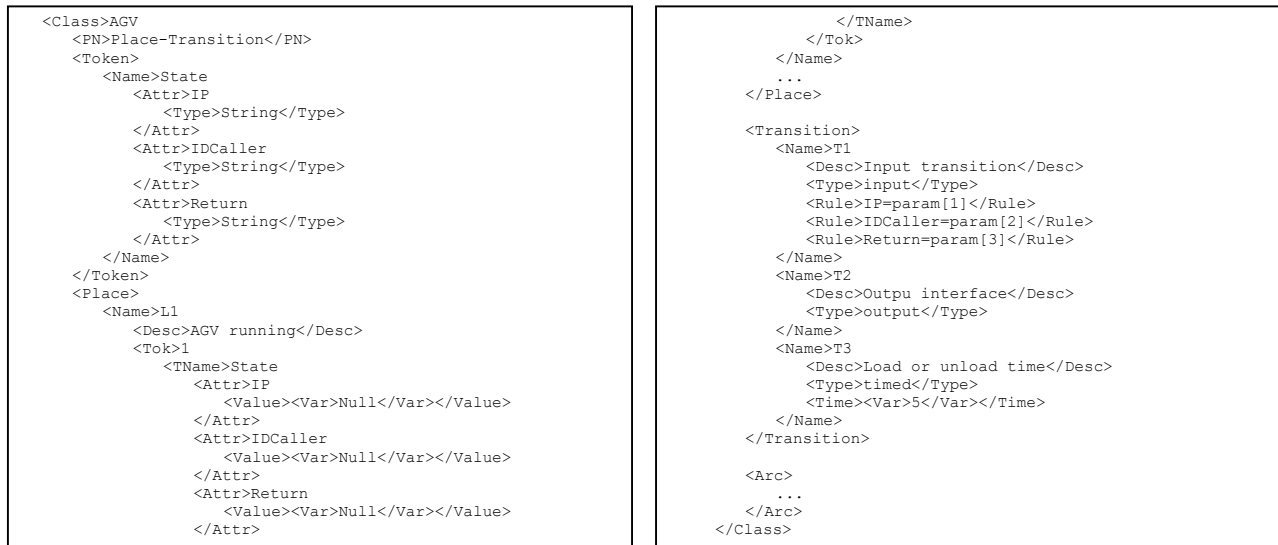 <Class>AGV
<PN>Place-Transition</PN>
<Token>
<Name>State
<Attr>IP
<Type>String</Type>
</Attr>
<Attr>IDCaller
<Type>String</Type>
</Attr>
<Attr>Return
<Type>String</Type>
</Attr>
</Name>
</Token>
<Place>
<Name>L1
<Desc>AGV running</Desc>
<Tok>1
<TName>State
<Attr>IP
<Value><Var>Null</Var></Value>
</Attr>
<Attr>IDCaller
<Value><Var>Null</Var></Value>
</Attr>
<Attr>Return
<Value><Var>Null</Var></Value>
</Attr>
</TName>
</Tok>
</Name>
...
</Place>
<Transition>
<Name>T1
<Desc>Input transition</Desc>
<Type>input</Type>
<Rule>IP=param[1]</Rule>
<Rule>IDCaller=param[2]</Rule>
<Rule>Return=param[3]</Rule>
</Name>
<Name>T2
<Desc>Outpu interface</Desc>
<Type>output</Type>
</Name>
<Name>T3
<Desc>Load or unload time</Desc>
<Type>timed</Type>
<Time><Var>5</Var></Time>
</Name>
</Transition>
<Arc>
...
</Arc>
</Class>